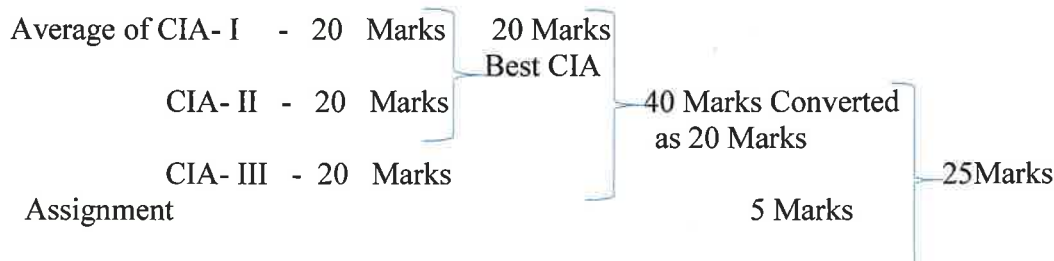 Average of CIA- I - 20 Marks 20 Marks
Best CIA
CIA- II - 20 Marks 40 Marks Converted
as 20 Marks
CIA- III - 20 Marks 25Marks
Assignment 5 Marks